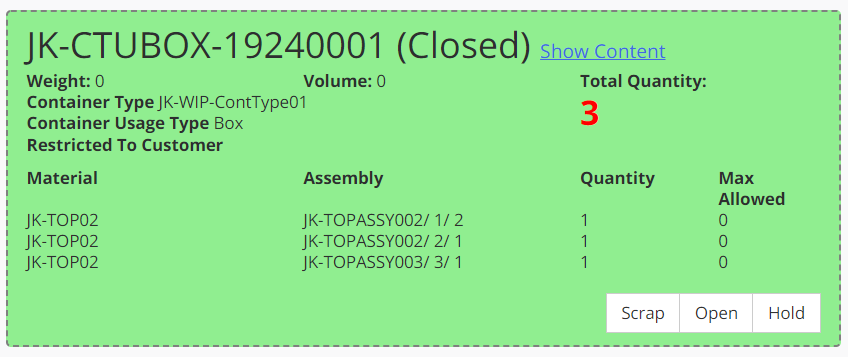 JK-CTUBOX-19240001 (Closed) Show Content
Weight: 0 Volume: 0 Total Quantity:
Container Type JK-WIP-ContType01 3
Container Usage Type Box
Restricted To Customer
Material Assembly Quantity Max Allowed
JK-TOP02 JK-TOPASSY002/ 1/ 2 1 0
JK-TOP02 JK-TOPASSY002/ 2/ 1 1 0
JK-TOP02 JK-TOPASSY003/ 3/ 1 1 0
Scrap Open Hold